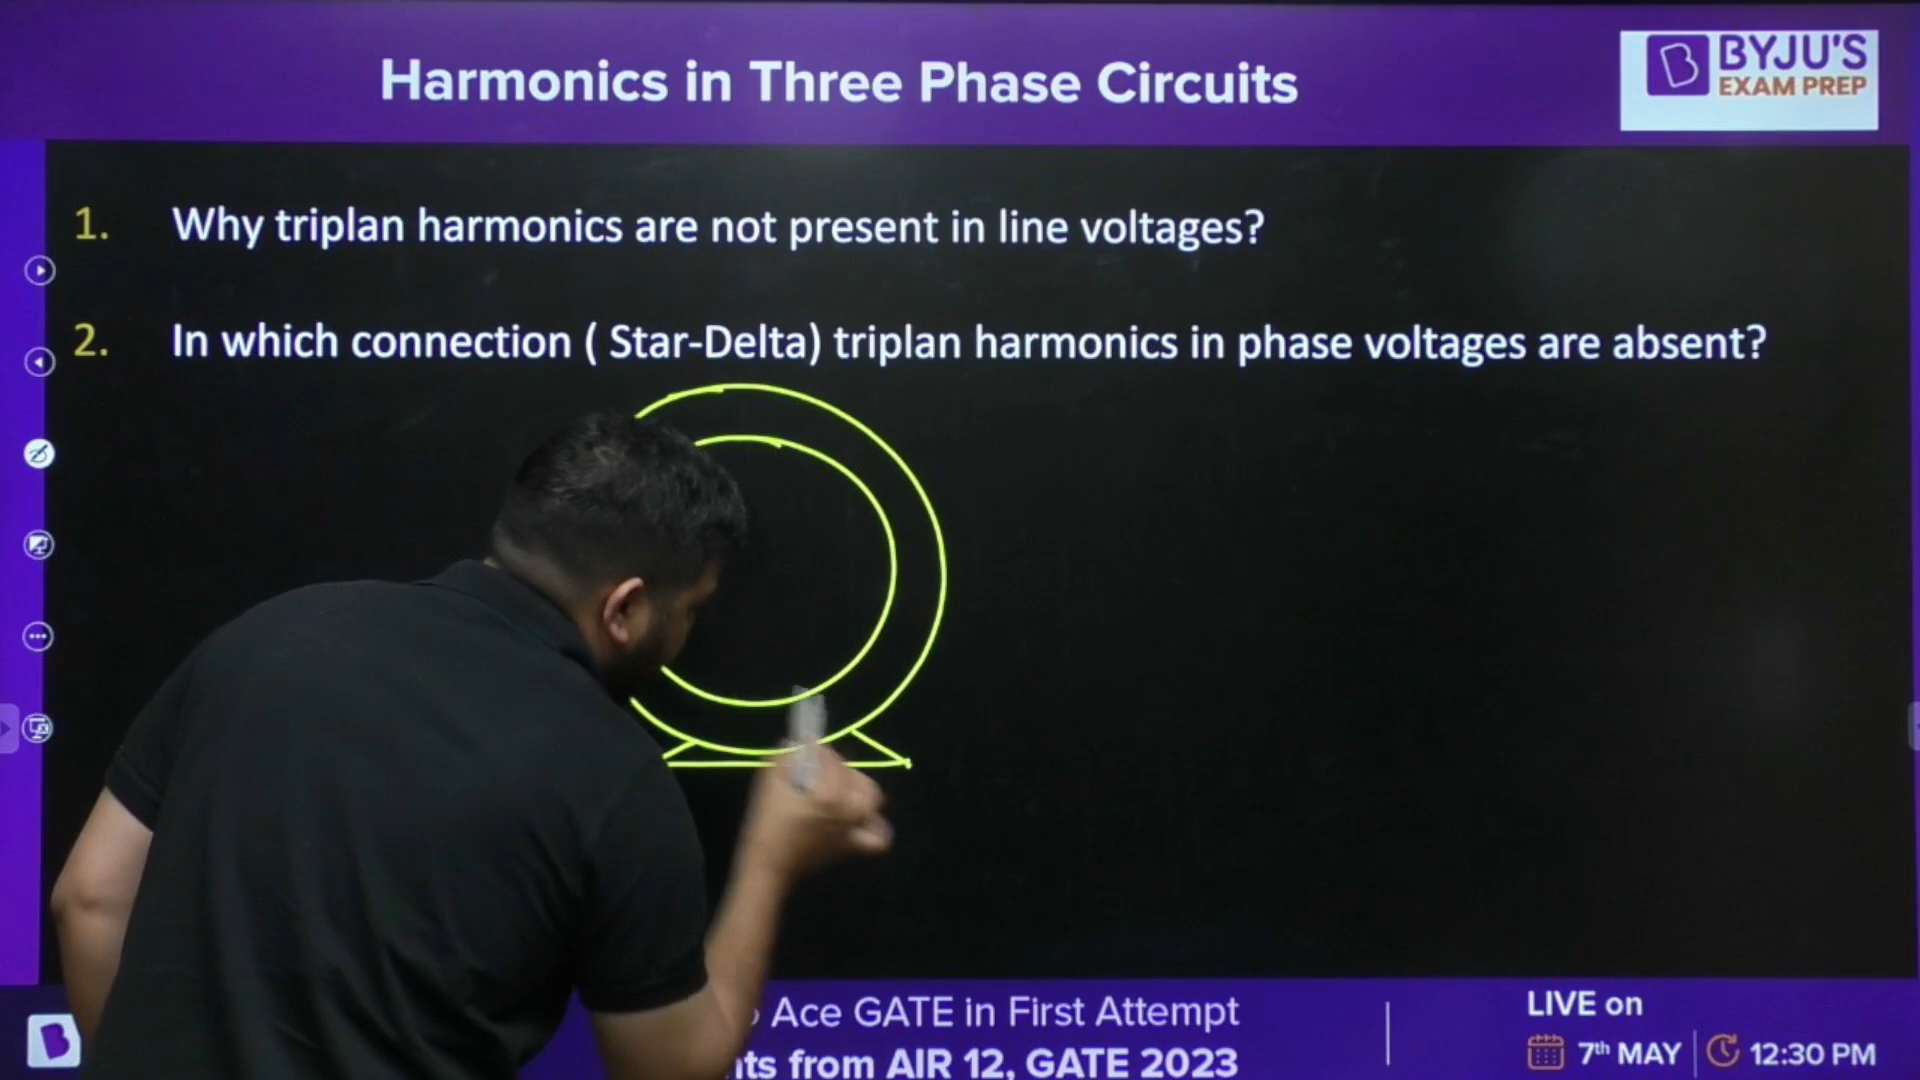 Harmonics in Three Phase Circuits
BYJU'S
EXAM PREP
1. Why triplan harmonics are not present in line voltages?
2. In which connection ( Star-Delta) triplan harmonics in phase voltages are absent?
Ace GATE in First Attempt
from AIR 12, GATE 2023
LIVE on
7th MAY
12:30 PM